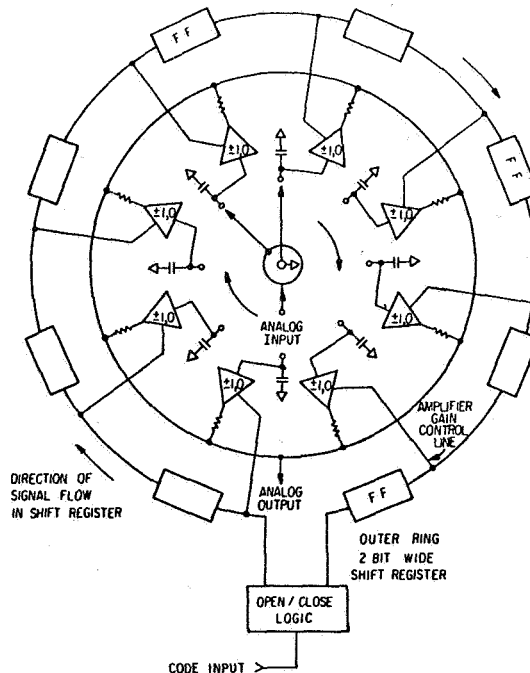 F F
F F
±1,0
±1,0
±1,0
±1,0
±1,0
±1,0
±1,0
±1,0
ANALOG
INPUT
AMPLIFIER
GAIN
CONTROL
LINE
DIRECTION OF
SIGNAL FLOW
IN SHIFT REGISTER
ANALOG
OUTPUT
F F
OUTER RING
2 BIT WIDE
SHIFT REGISTER
OPEN / CLOSE
LOGIC
CODE INPUT